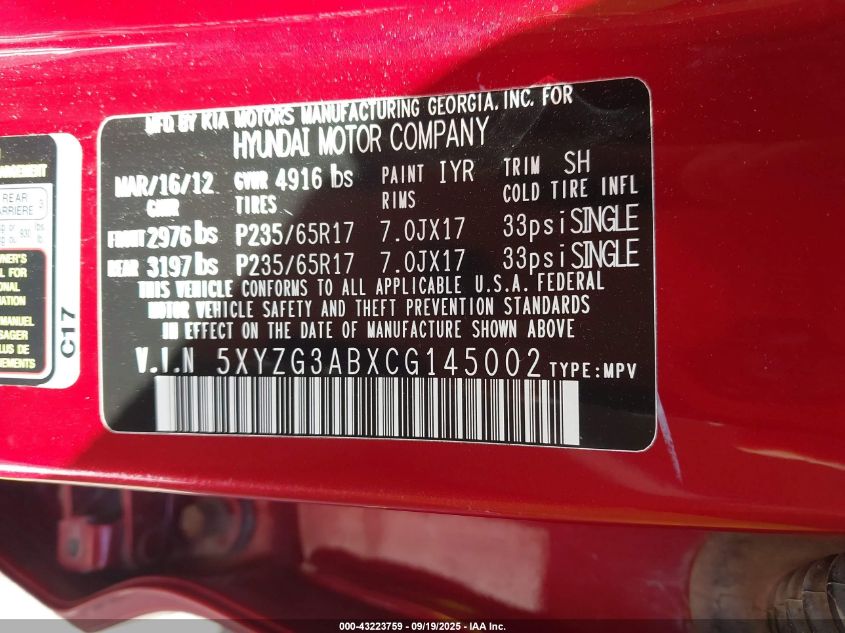 MFD BY KIA MOTORS MANUFACTURING GEORGIA, INC. FOR
HYUNDAI MOTOR COMPANY
MAR/16/12 GVWR 4916 lbs PAINT IYR TRIM SH
GAWR TIRES RIMS COLD TIRE INFL
FRONT 2976 lbs P235/65R17 7.0JX17 33psi SINGLE
REAR 3197 lbs P235/65R17 7.0JX17 33psi SINGLE
THIS VEHICLE CONFORMS TO ALL APPLICABLE U.S.A. FEDERAL
MOTOR VEHICLE SAFETY AND THEFT PREVENTION STANDARDS
IN EFFECT ON THE DATE OF MANUFACTURE SHOWN ABOVE
V.I.N 5XYZG3ABXCG145002 TYPE:MPV
REAR
ARRIERE 3
C17
000-43223759 - 09/19/2025 - IAA Inc.